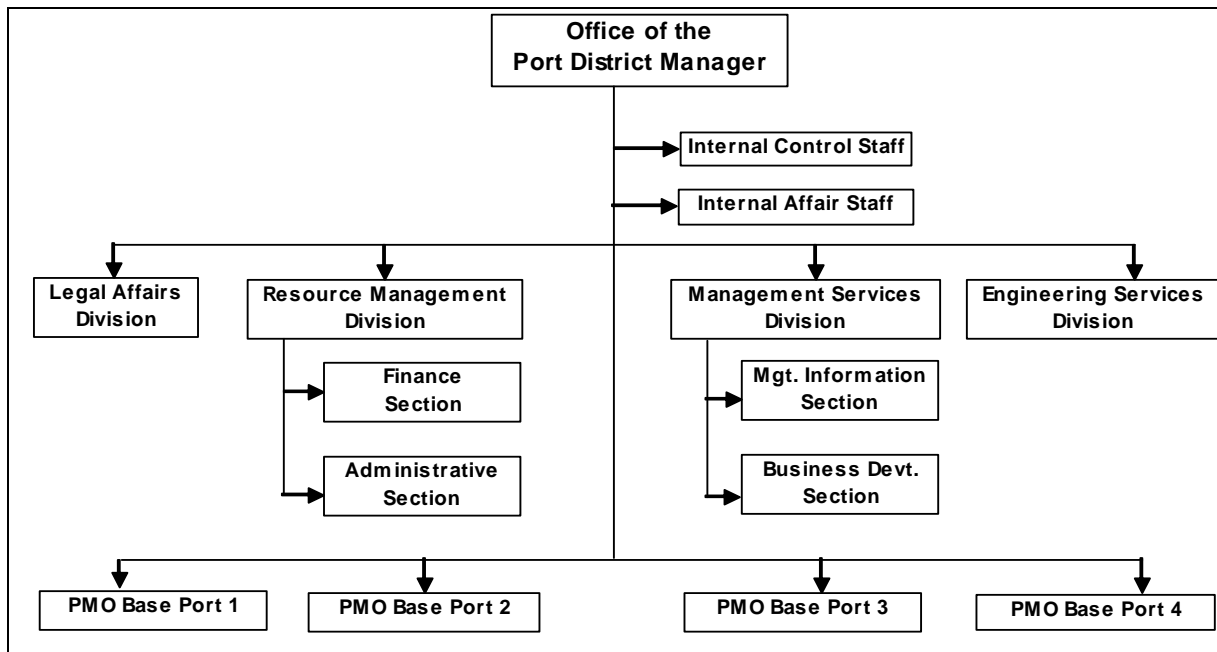 Office of the
Port District Manager
Internal Control Staff
Internal Affair Staff
Legal Affairs
Division
Resource Management
Division
Management Services
Division
Engineering Services
Division
Finance
Section
Mgt. Information
Section
Administrative
Section
Business Devt.
Section
PMO Base Port 1
PMO Base Port 2
PMO Base Port 3
PMO Base Port 4